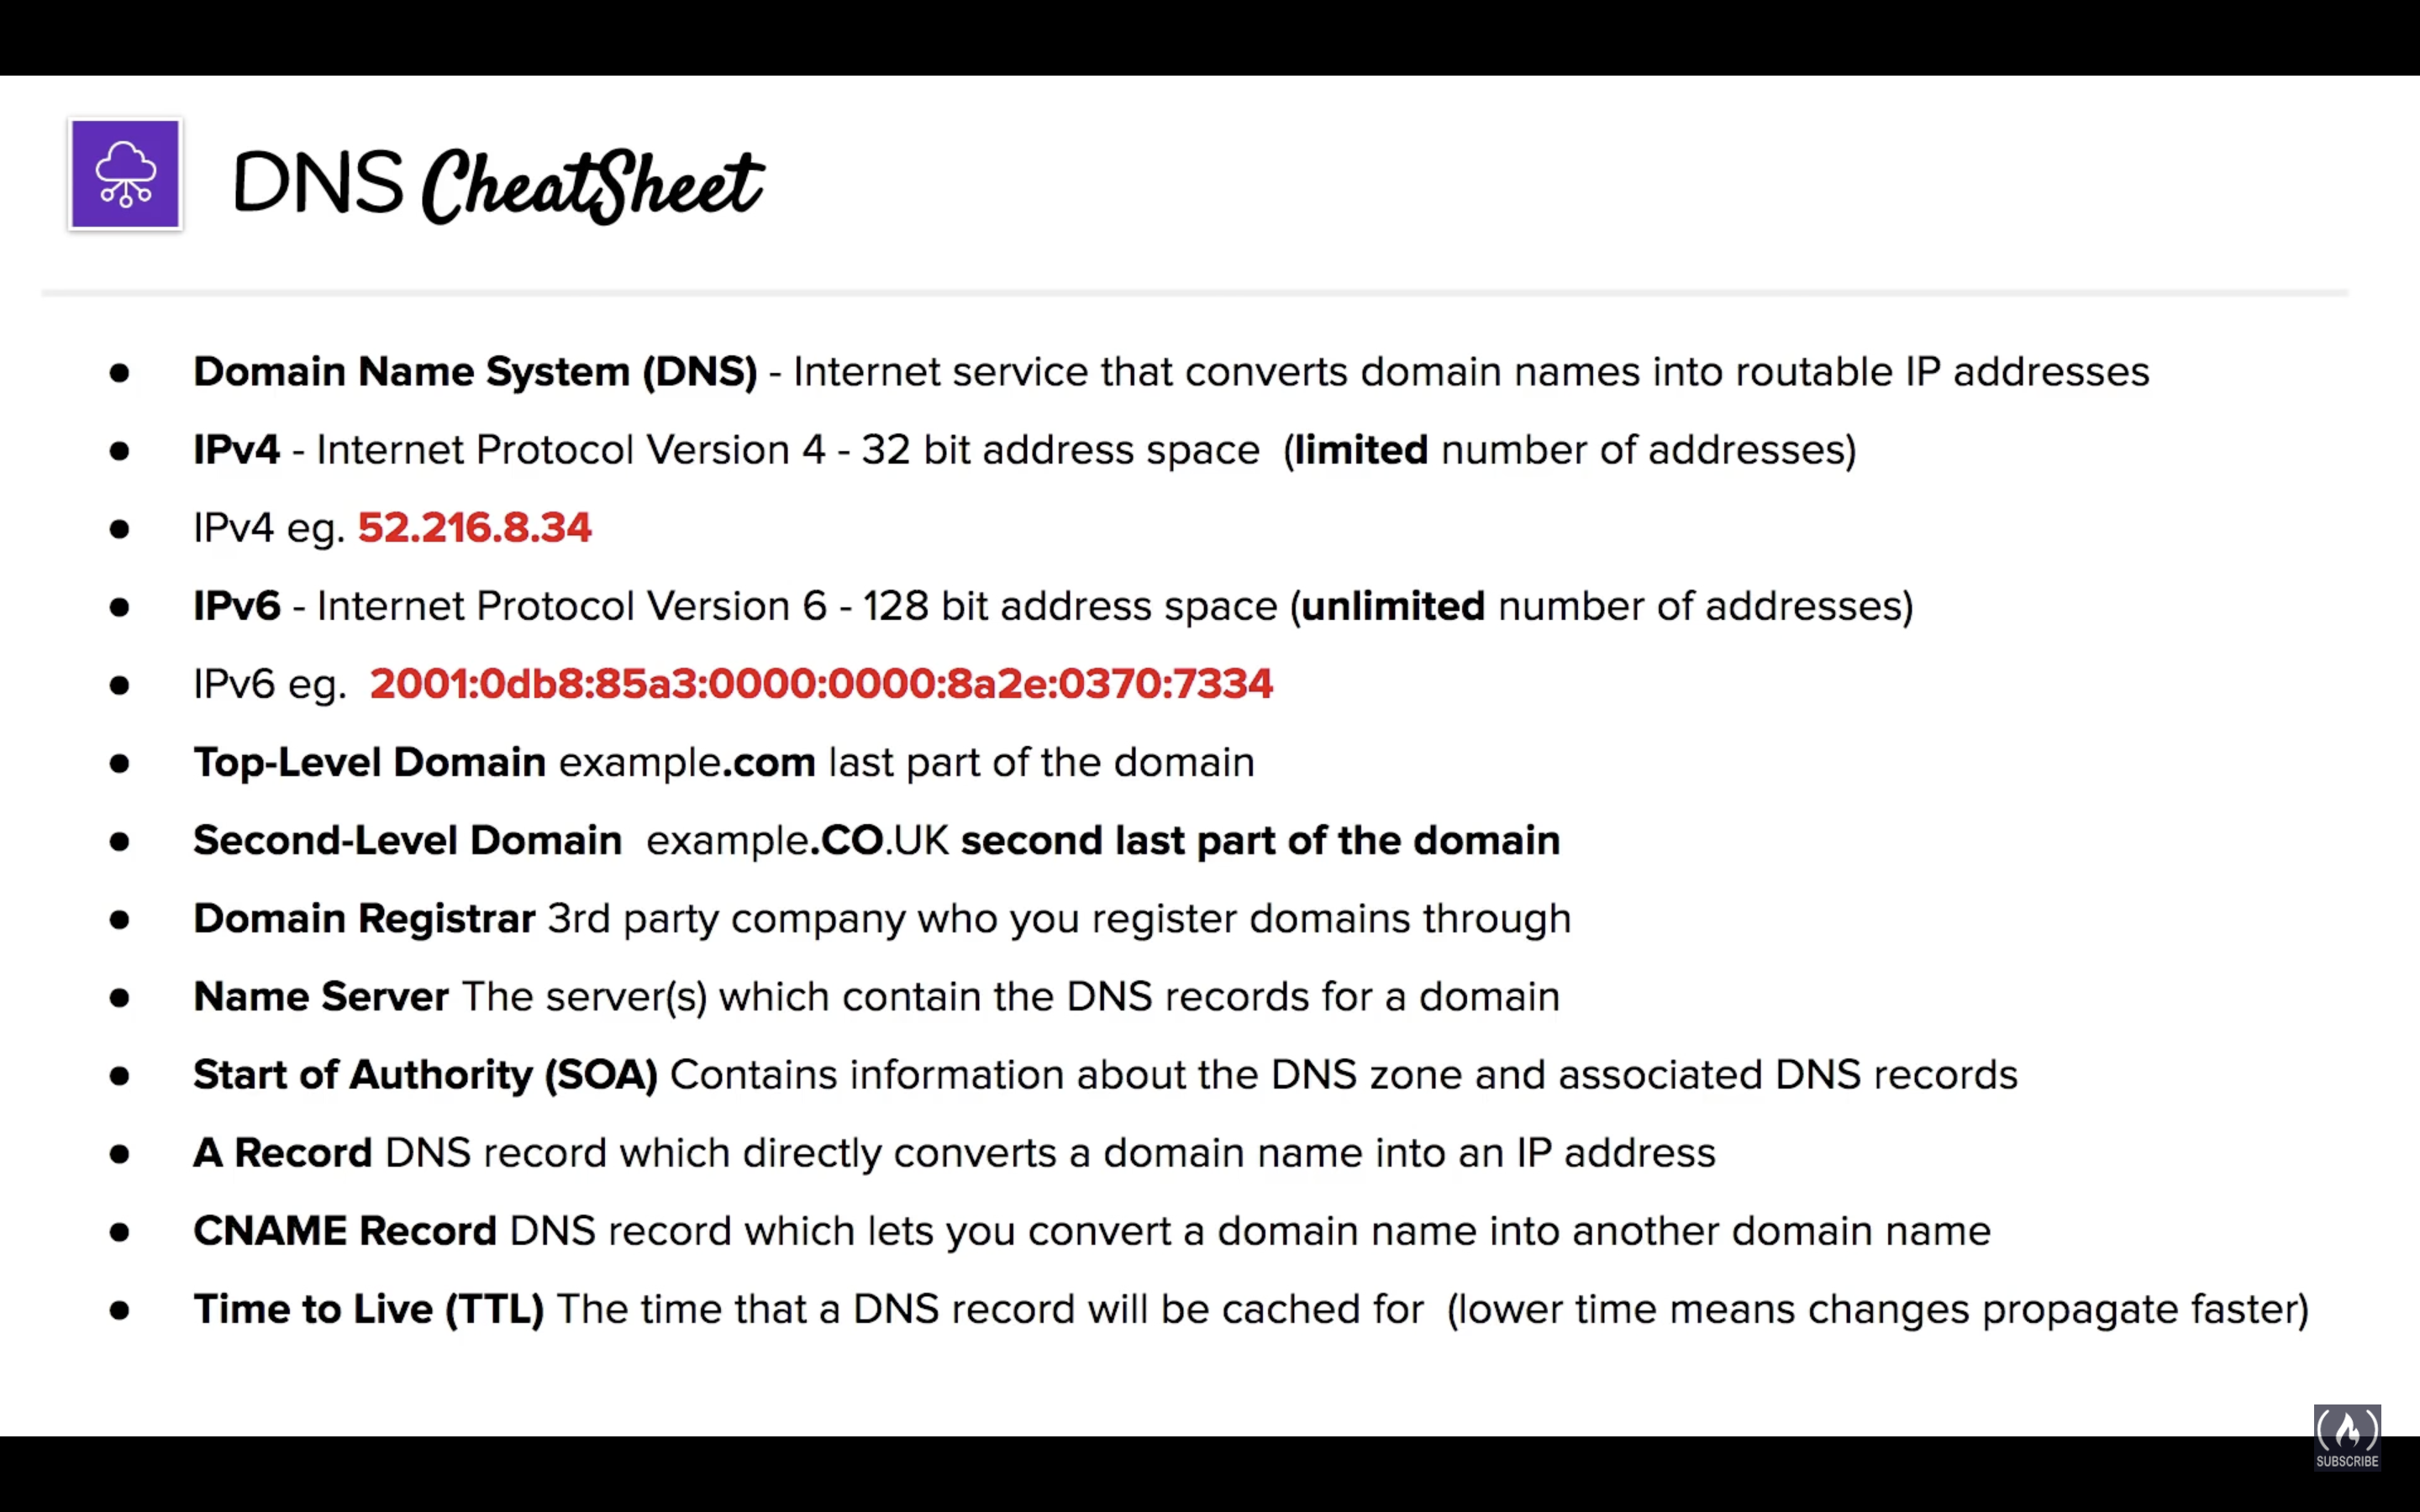 DNS CheatSheet
● Domain Name System (DNS) - Internet service that converts domain names into routable IP addresses
● IPv4 - Internet Protocol Version 4 - 32 bit address space  (limited number of addresses)
● IPv4 eg. 52.216.8.34
● IPv6 - Internet Protocol Version 6 - 128 bit address space (unlimited number of addresses)
● IPv6 eg.  2001:0db8:85a3:0000:0000:8a2e:0370:7334
● Top-Level Domain example.com last part of the domain
● Second-Level Domain  example.CO.UK second last part of the domain
● Domain Registrar 3rd party company who you register domains through
● Name Server The server(s) which contain the DNS records for a domain
● Start of Authority (SOA) Contains information about the DNS zone and associated DNS records
● A Record DNS record which directly converts a domain name into an IP address
● CNAME Record DNS record which lets you convert a domain name into another domain name
● Time to Live (TTL) The time that a DNS record will be cached for  (lower time means changes propagate faster)
SUBSCRIBE